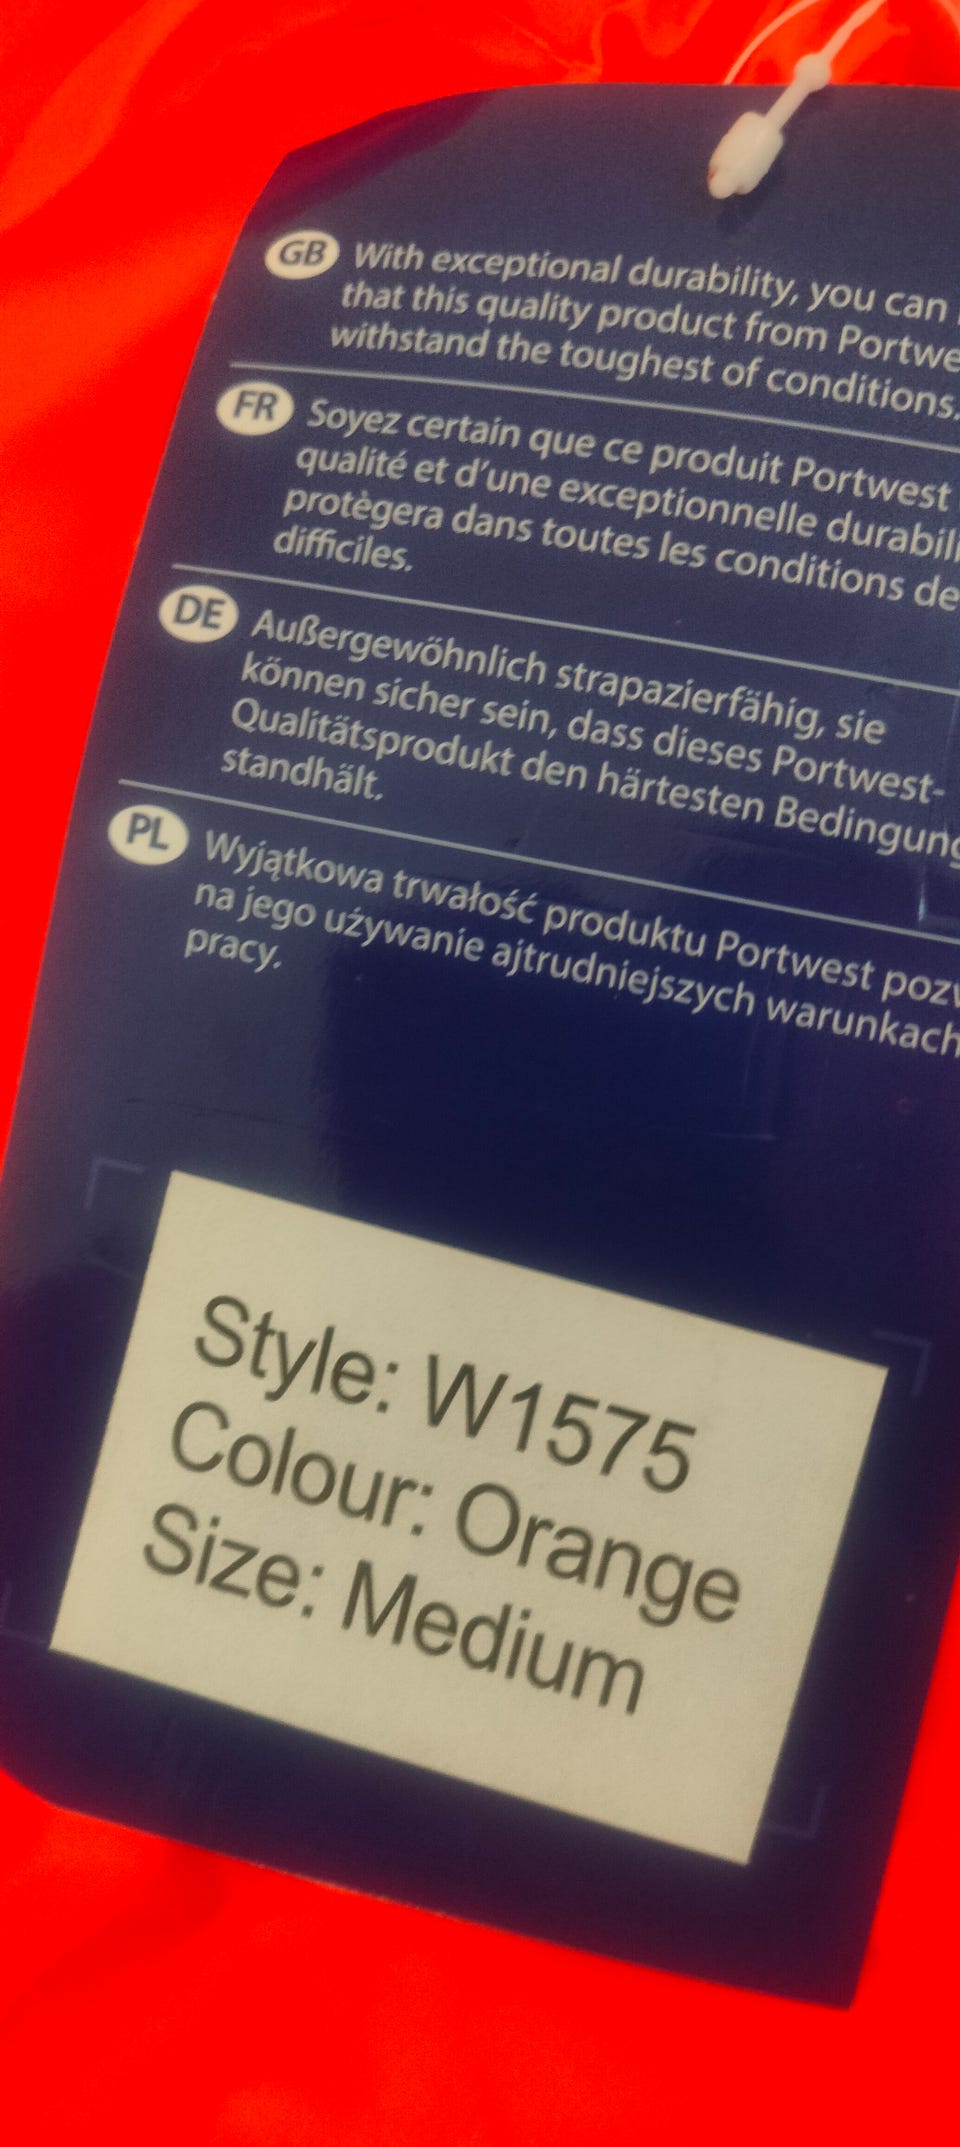 GB With exceptional durability, you can
that this quality product from Portwe
withstand the toughest of conditions.
FR Soyez certain que ce produit Portwest
qualité et d'une exceptionnelle durabili
protègera dans toutes les conditions de
difficiles.
DE Außergewöhnlich strapazierfähig, sie
können sicher sein, dass dieses Portwest-
Qualitätsprodukt den härtesten Bedingung
standhält.
PL Wyjątkowa trwałość produktu Portwest pozw
na jego używanie ajtrudniejszych warunkach
pracy.
Style: W1575
Colour: Orange
Size: Medium